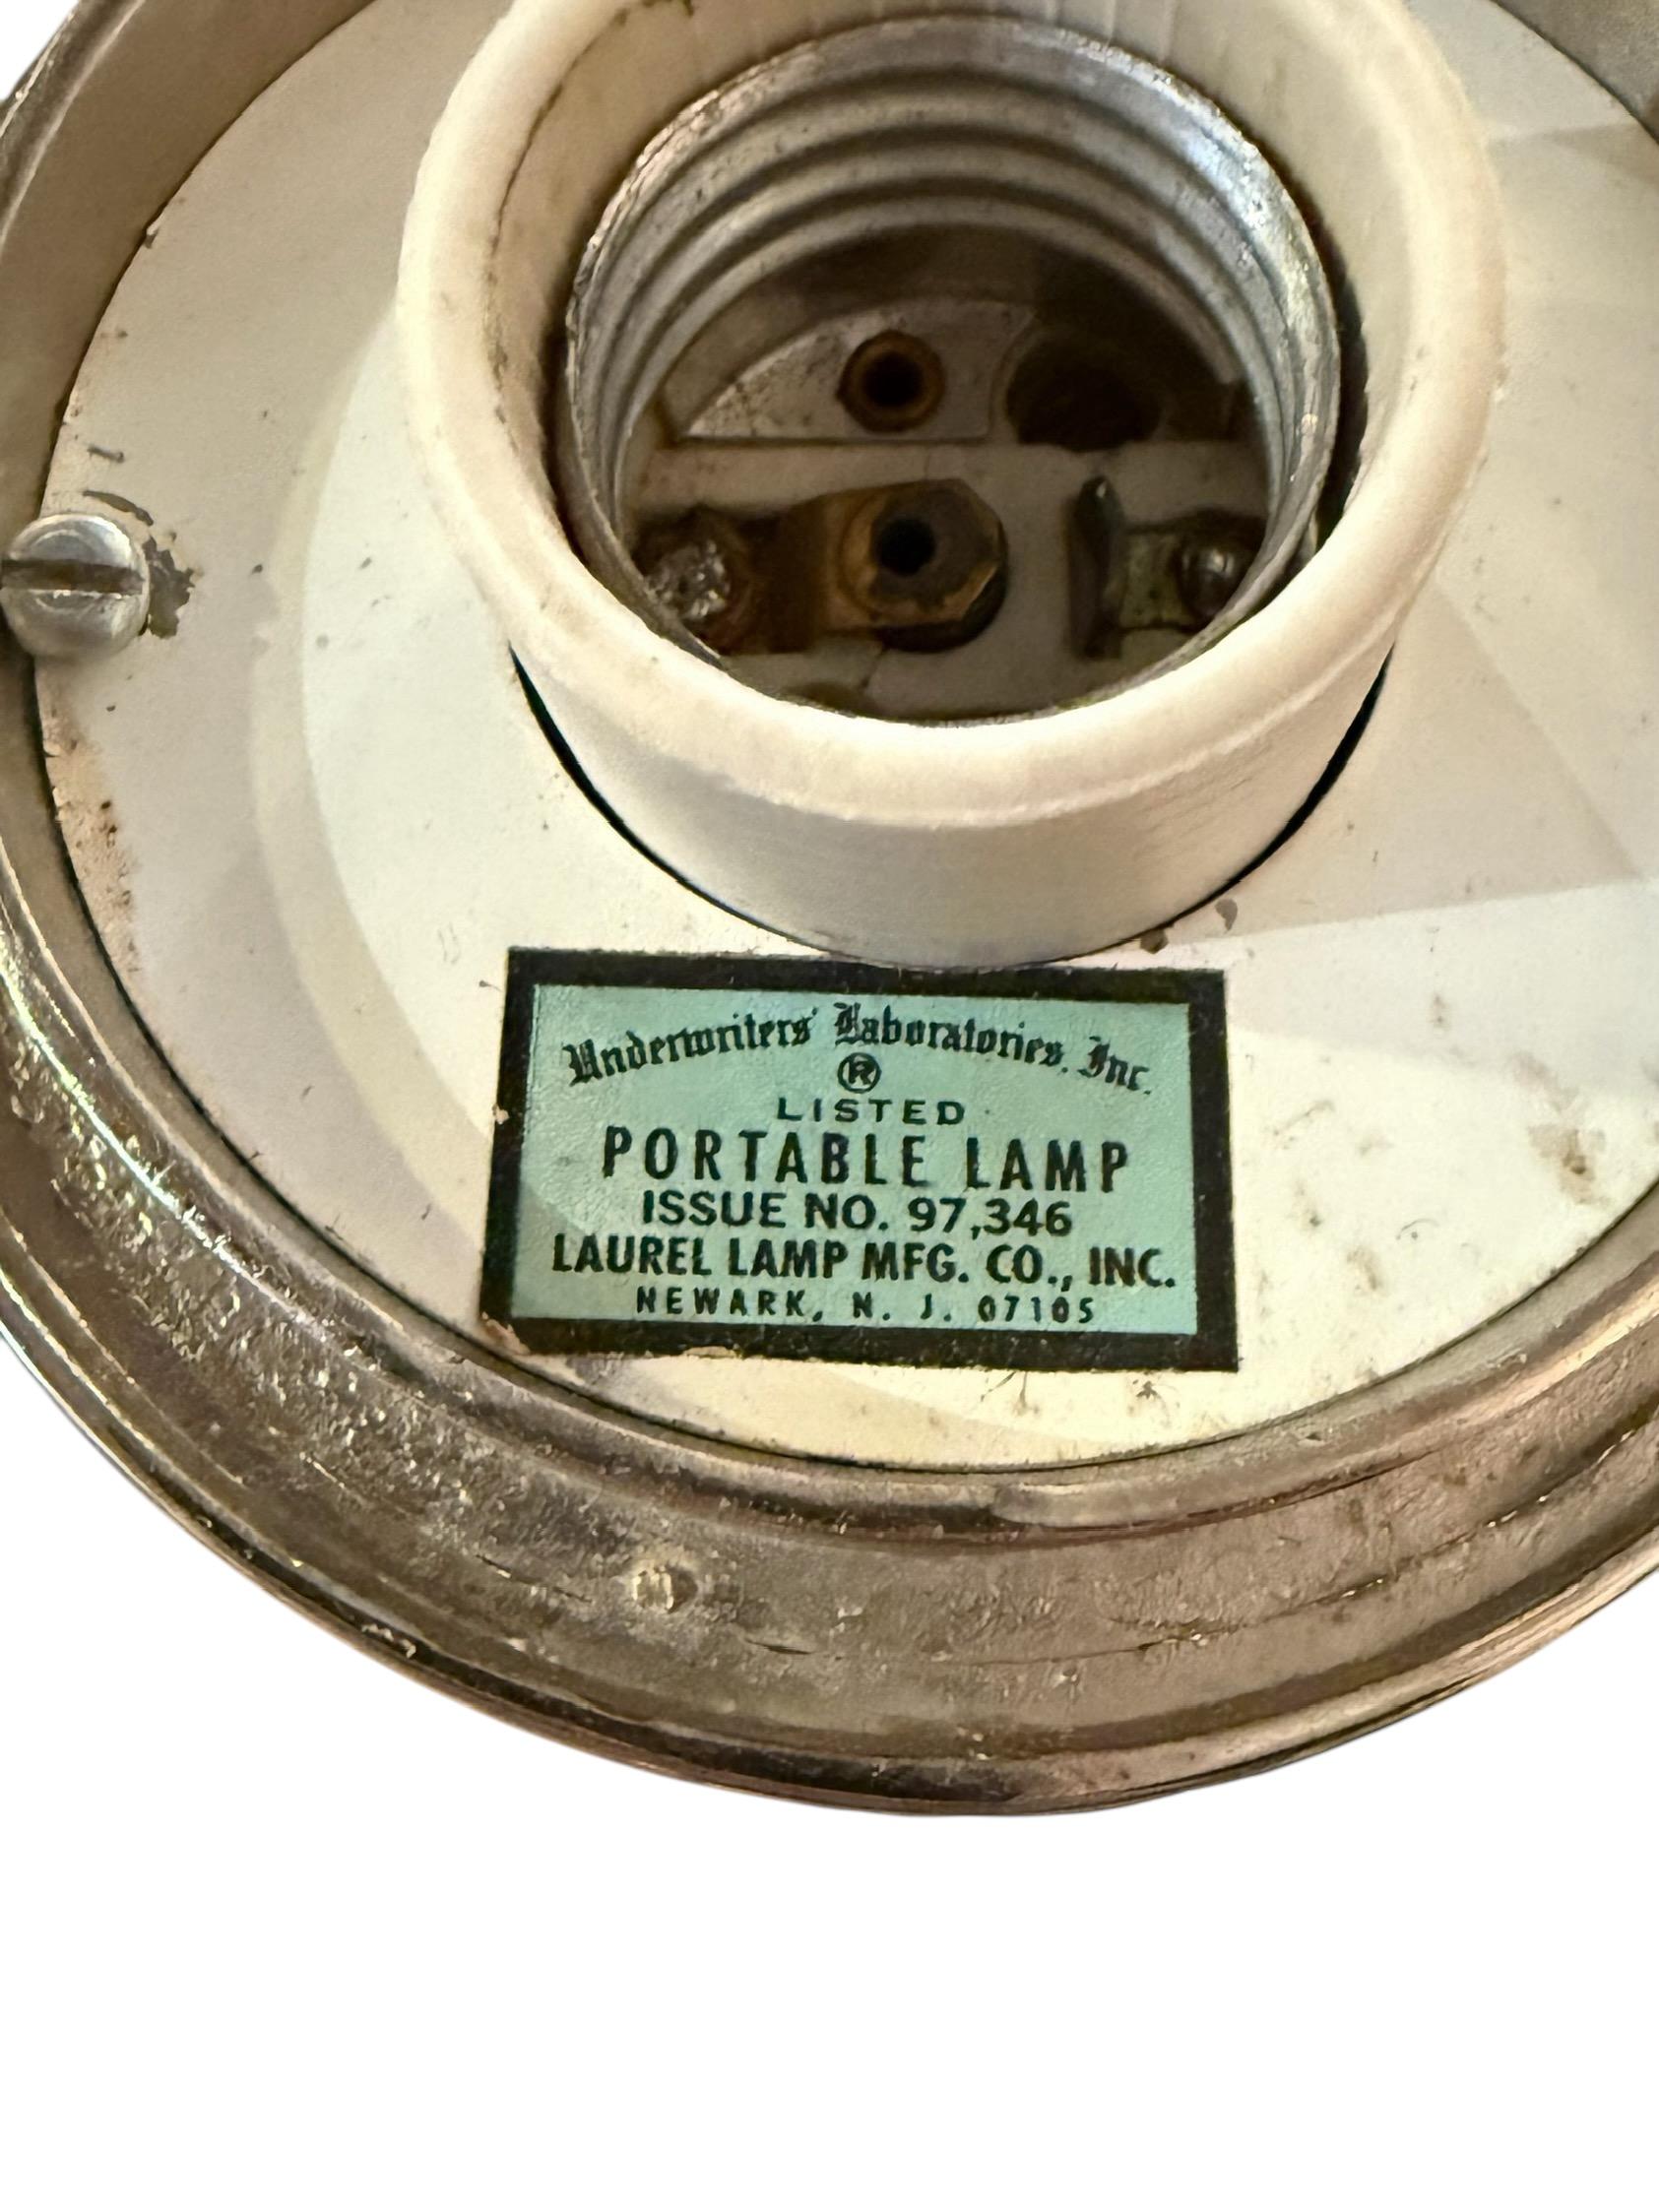 Underwriters' Laboratories, Inc.
®
LISTED
PORTABLE LAMP
ISSUE NO. 97,346
LAUREL LAMP MFG. CO., INC.
NEWARK, N. J. 07105